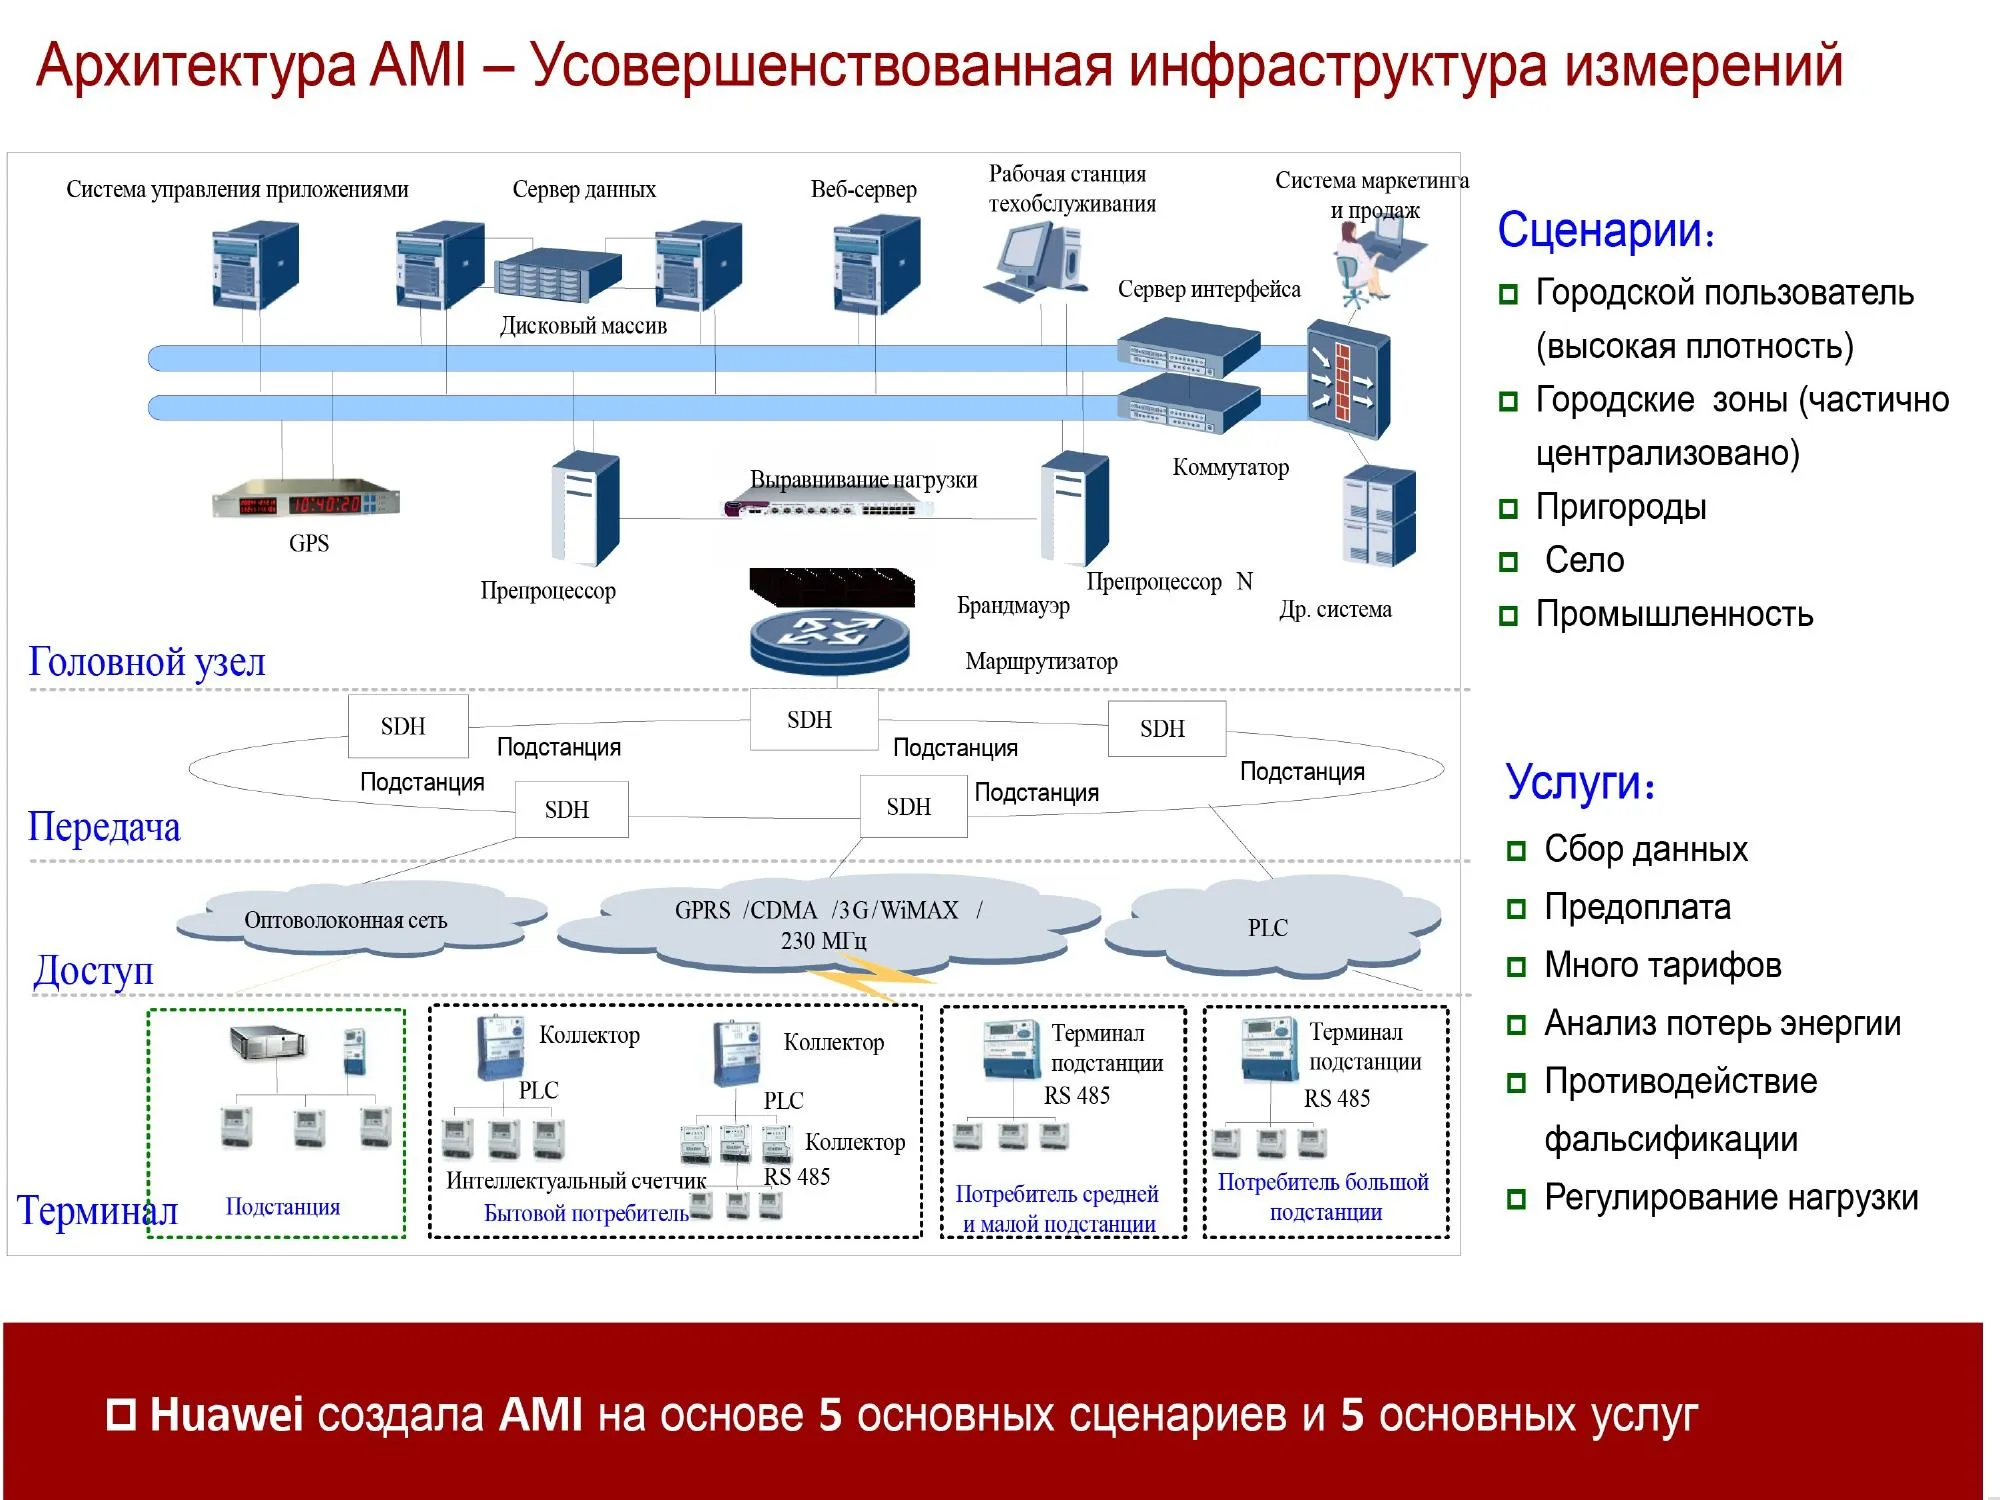 Архитектура AMI – Усовершенствованная инфраструктура измерений
Система управления приложениями
Сервер данных
Веб-сервер
Рабочая станция
техобслуживания
Система маркетинга
и продаж
Сервер интерфейса
Дисковый массив
Коммутатор
Выравнивание нагрузки
10:40:20
GPS
Препроцессор
Препроцессор N
Брандмауэр
Др. система
Маршрутизатор
Головной узел
SDH
SDH
SDH
Подстанция
Подстанция
Подстанция
Подстанция
Подстанция
SDH
SDH
Передача
Оптоволоконная сеть
GPRS /CDMA /3G/WiMAX /
230 МГц
PLC
Доступ
Коллектор
Коллектор
PLC
PLC
Коллектор
RS 485
Интеллектуальный счетчик
Бытовой потребитель
Терминал
подстанции
RS 485
Потребитель средней
и малой подстанции
Терминал
подстанции
RS 485
Потребитель большой
подстанции
Подстанция
Терминал
Сценарии:
Городской пользователь
(высокая плотность)
Городские зоны (частично
централизовано)
Пригороды
Село
Промышленность
Услуги:
Сбор данных
Предоплата
Много тарифов
Анализ потерь энергии
Противодействие
фальсификации
Регулирование нагрузки
Huawei создала AMI на основе 5 основных сценариев и 5 основных услуг